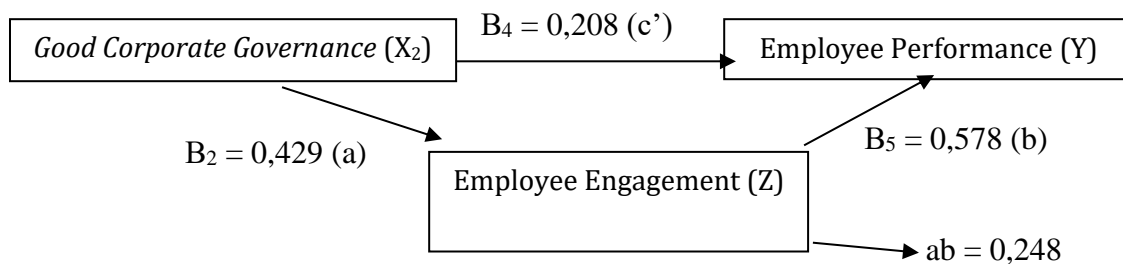 B₄ = 0,208 (c’)
Good Corporate Governance (X₂)
Employee Performance (Y)
B₂ = 0,429 (a)
B₅ = 0,578 (b)
Employee Engagement (Z)
ab = 0,248